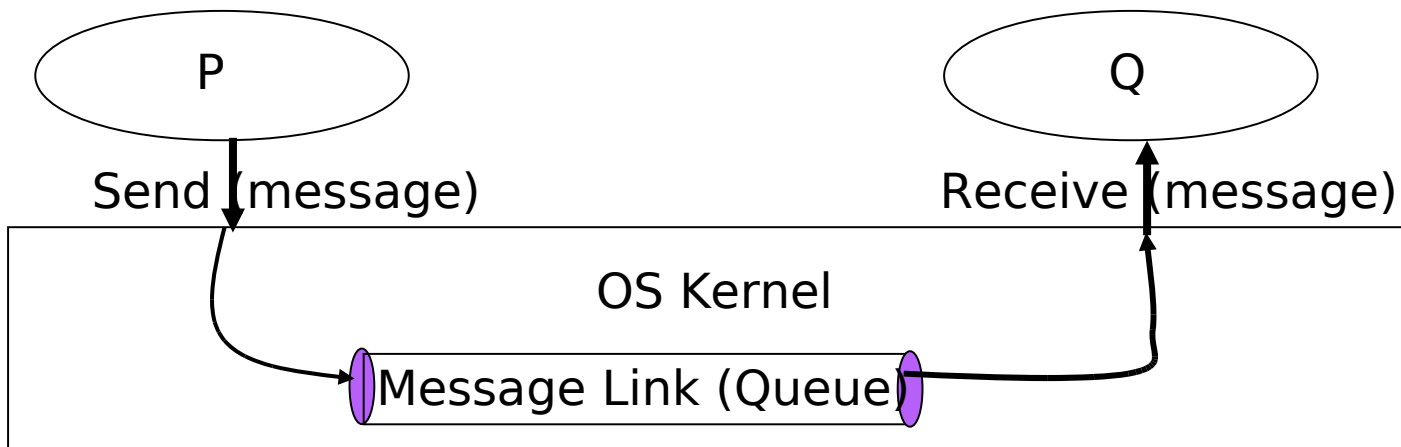 P
Q
Send (message)
Receive (message)
OS Kernel
Message Link (Queue)